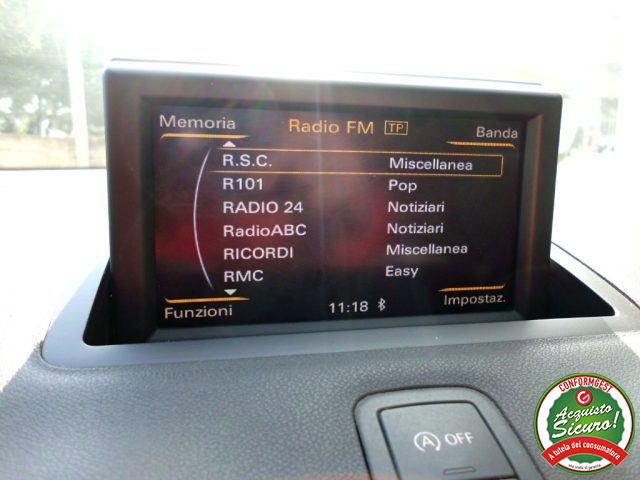 Memoria Radio FM TP Banda
R.S.C. Miscellanea
R101 Pop
RADIO 24 Notiziari
RadioABC Notiziari
RICORDI Miscellanea
RMC Easy
Funzioni 11:18 Impostaz.
A OFF
CONFORMGEST
Acquisto
Sicuro!
A tutela del consumatore